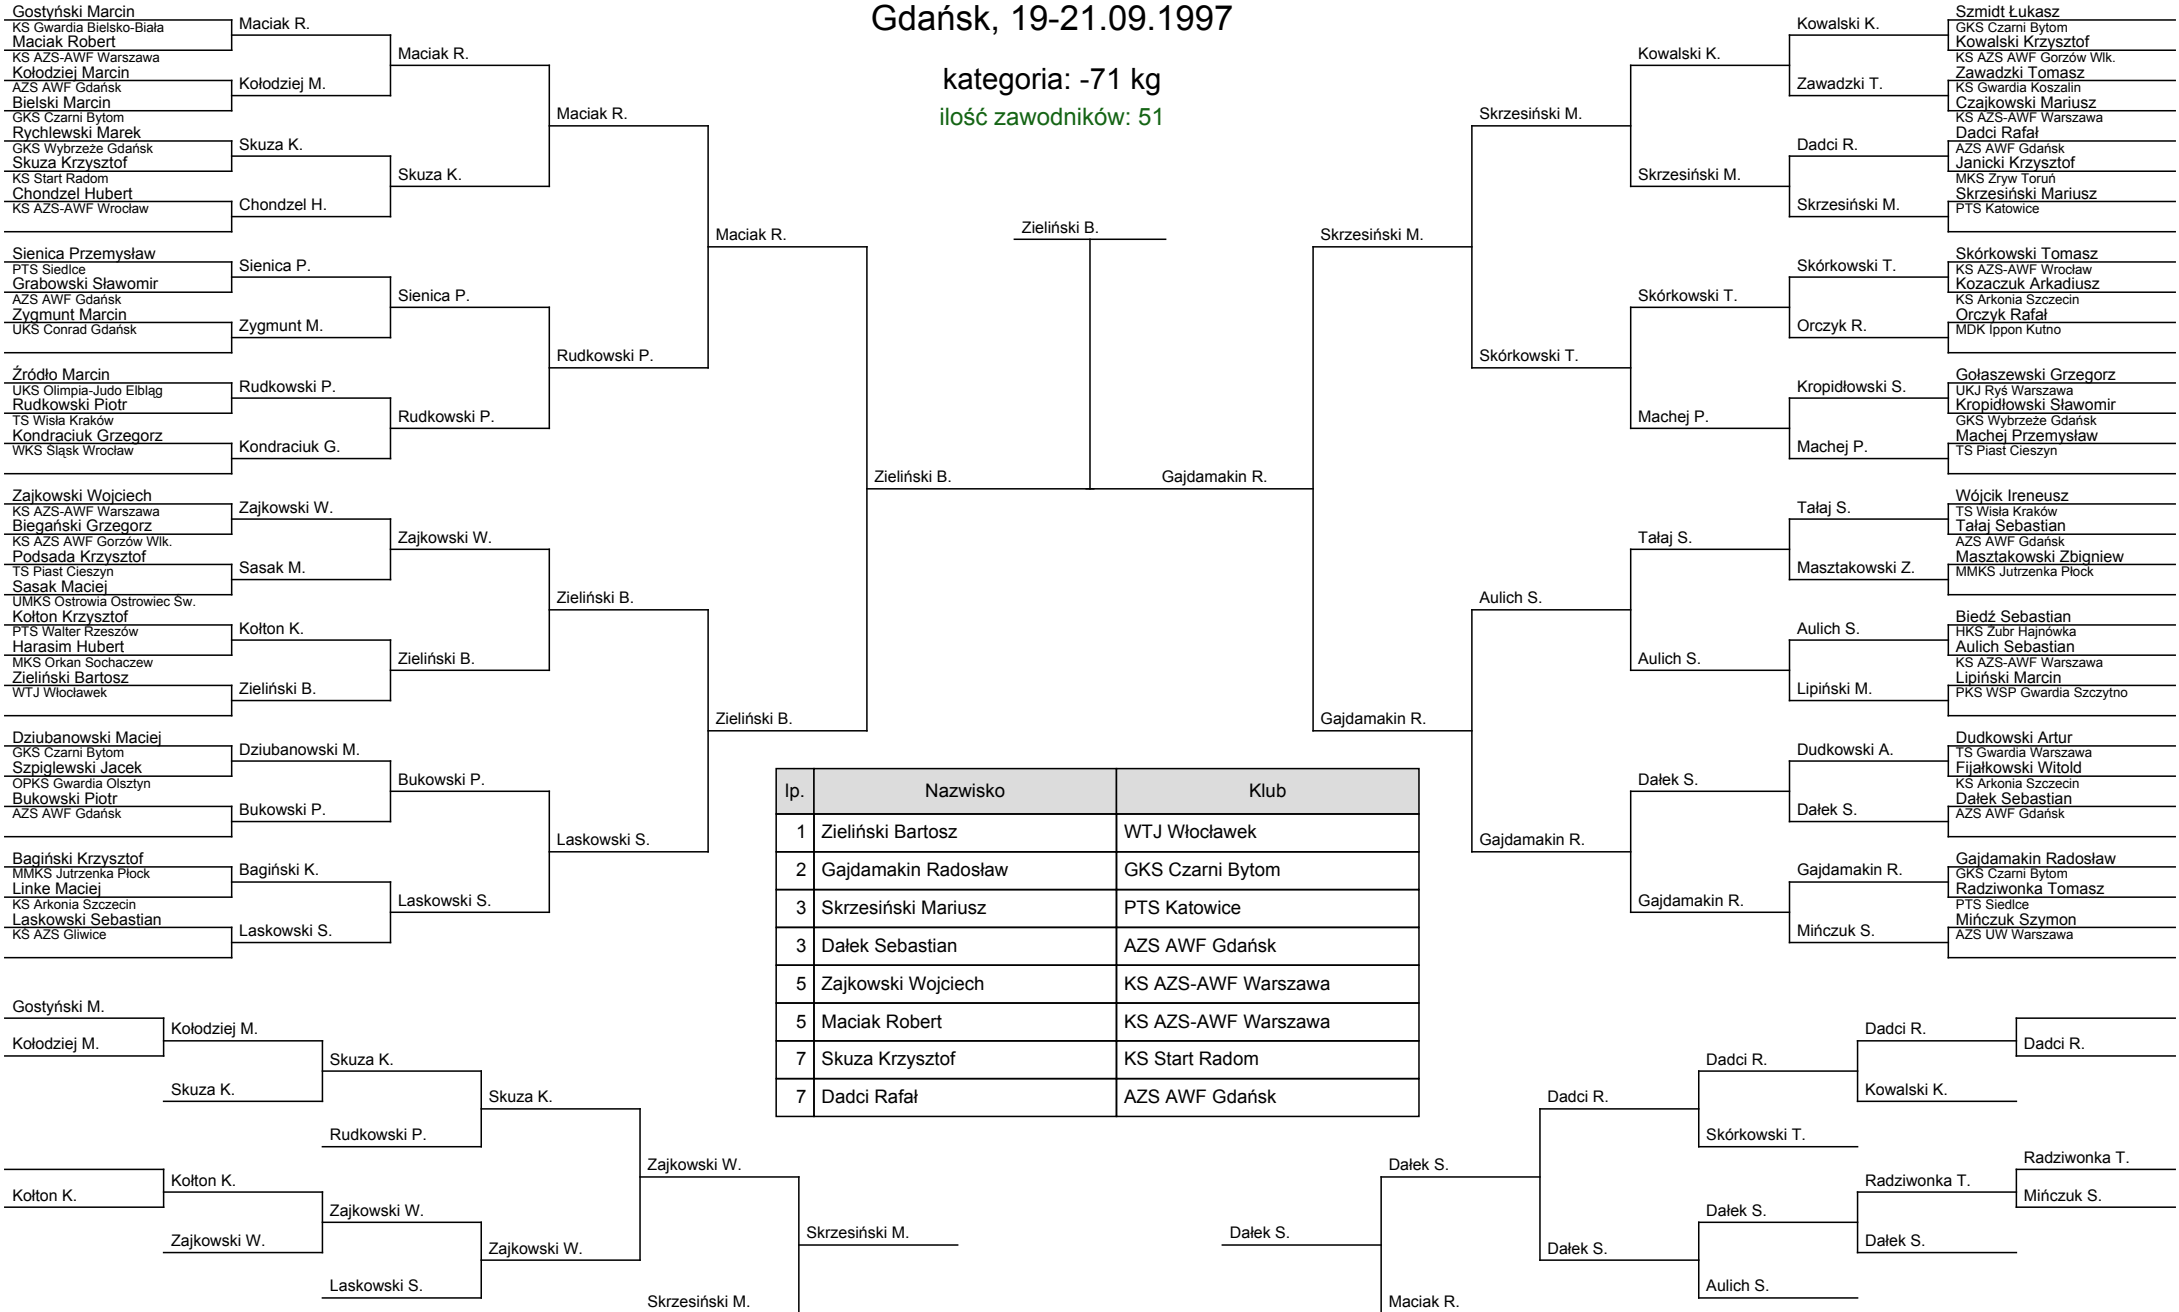 Gdańsk, 19-21.09.1997
kategoria: -71 kg
ilość zawodników: 51
Gostyński Marcin
KS Gwardia Bielsko-Biała
Maciak Robert
KS AZS-AWF Warszawa
Kołodziej Marcin
AZS AWF Gdańsk
Bielski Marcin
GKS Czarni Bytom
Rychlewski Marek
GKS Wybrzeże Gdańsk
Skuza Krzysztof
KS Start Radom
Chondzel Hubert
KS AZS-AWF Wrocław
Sienica Przemysław
PTS Siedlce
Grabowski Sławomir
AZS AWF Gdańsk
Zygmunt Marcin
UKS Conrad Gdańsk
Źródło Marcin
UKS Olimpia-Judo Elbląg
Rudkowski Piotr
TS Wisła Kraków
Kondraciuk Grzegorz
WKS Śląsk Wrocław
Zajkowski Wojciech
KS AZS-AWF Warszawa
Biegański Grzegorz
KS AZS AWF Gorzów Wlk.
Podsada Krzysztof
TS Piast Cieszyn
Sasak Maciej
UMKS Ostrowia Ostrowiec Św.
Kołton Krzysztof
PTS Walter Rzeszów
Harasim Hubert
MKS Orkan Sochaczew
Zieliński Bartosz
WTJ Włocławek
Dziubanowski Maciej
GKS Czarni Bytom
Szpiglewski Jacek
OPKS Gwardia Olsztyn
Bukowski Piotr
AZS AWF Gdańsk
Bagiński Krzysztof
MMKS Jutrzenka Płock
Linke Maciej
KS Arkonia Szczecin
Laskowski Sebastian
KS AZS Gliwice
Maciak R.
Kołodziej M.
Skuza K.
Chondzel H.
Sienica P.
Zygmunt M.
Rudkowski P.
Kondraciuk G.
Zajkowski W.
Sasak M.
Kołton K.
Zieliński B.
Dziubanowski M.
Bukowski P.
Bagiński K.
Laskowski S.
Maciak R.
Skuza K.
Sienica P.
Rudkowski P.
Zajkowski W.
Zieliński B.
Bukowski P.
Laskowski S.
Maciak R.
Rudkowski P.
Zieliński B.
Laskowski S.
Maciak R.
Zieliński B.
Zieliński B.
Zieliński B.
Gajdamakin R.
Skrzesiński M.
Gajdamakin R.
Skrzesiński M.
Skórkowski T.
Aulich S.
Gajdamakin R.
Kowalski K.
Skrzesiński M.
Skórkowski T.
Machej P.
Tałaj S.
Aulich S.
Dałek S.
Gajdamakin R.
Kowalski K.
Zawadzki T.
Dadci R.
Skrzesiński M.
Skórkowski T.
Orczyk R.
Kropidłowski S.
Machej P.
Tałaj S.
Masztakowski Z.
Aulich S.
Lipiński M.
Dudkowski A.
Dałek S.
Gajdamakin R.
Mińczuk S.
Szmidt Łukasz
GKS Czarni Bytom
Kowalski Krzysztof
KS AZS AWF Gorzów Wlk.
Zawadzki Tomasz
KS Gwardia Koszalin
Czajkowski Mariusz
KS AZS-AWF Warszawa
Dadci Rafał
AZS AWF Gdańsk
Janicki Krzysztof
MKS Zryw Toruń
Skrzesiński Mariusz
PTS Katowice
Skórkowski Tomasz
KS AZS-AWF Wrocław
Kozaczuk Arkadiusz
KS Arkonia Szczecin
Orczyk Rafał
MDK Ippon Kutno
Gołaszewski Grzegorz
UKJ Ryś Warszawa
Kropidłowski Sławomir
GKS Wybrzeże Gdańsk
Machej Przemysław
TS Piast Cieszyn
Wójcik Ireneusz
TS Wisła Kraków
Tałaj Sebastian
AZS AWF Gdańsk
Masztakowski Zbigniew
MMKS Jutrzenka Płock
Biedź Sebastian
HKS Żubr Hajnówka
Aulich Sebastian
KS AZS-AWF Warszawa
Lipiński Marcin
PKS WSP Gwardia Szczytno
Dudkowski Artur
TS Gwardia Warszawa
Fijałkowski Witold
KS Arkonia Szczecin
Dałek Sebastian
AZS AWF Gdańsk
Gajdamakin Radosław
GKS Czarni Bytom
Radziwonka Tomasz
PTS Siedlce
Mińczuk Szymon
AZS UW Warszawa
lp. Nazwisko Klub
1 Zieliński Bartosz WTJ Włocławek
2 Gajdamakin Radosław GKS Czarni Bytom
3 Skrzesiński Mariusz PTS Katowice
3 Dałek Sebastian AZS AWF Gdańsk
5 Zajkowski Wojciech KS AZS-AWF Warszawa
5 Maciak Robert KS AZS-AWF Warszawa
7 Skuza Krzysztof KS Start Radom
7 Dadci Rafał AZS AWF Gdańsk
Gostyński M.
Kołodziej M.
Kołton K.
Kołodziej M.
Skuza K.
Kołton K.
Zajkowski W.
Skuza K.
Rudkowski P.
Zajkowski W.
Laskowski S.
Skuza K.
Zajkowski W.
Zajkowski W.
Skrzesiński M.
Skrzesiński M.
Dałek S.
Dałek S.
Maciak R.
Dadci R.
Dałek S.
Dadci R.
Skórkowski T.
Dałek S.
Aulich S.
Dadci R.
Kowalski K.
Radziwonka T.
Dałek S.
Dadci R.
Radziwonka T.
Mińczuk S.